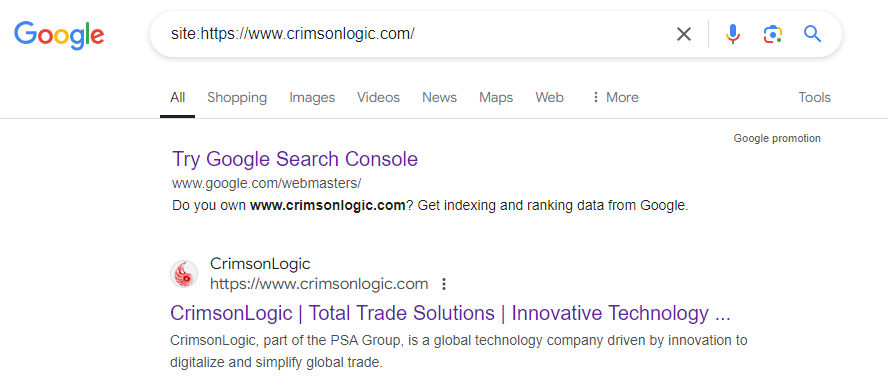 Google
site:https://www.crimsonlogic.com/
All Shopping Images Videos News Maps Web More Tools
Google promotion
Try Google Search Console
www.google.com/webmasters/
Do you own www.crimsonlogic.com? Get indexing and ranking data from Google.
CrimsonLogic
https://www.crimsonlogic.com
CrimsonLogic | Total Trade Solutions | Innovative Technology ...
CrimsonLogic, part of the PSA Group, is a global technology company driven by innovation to
digitalize and simplify global trade.